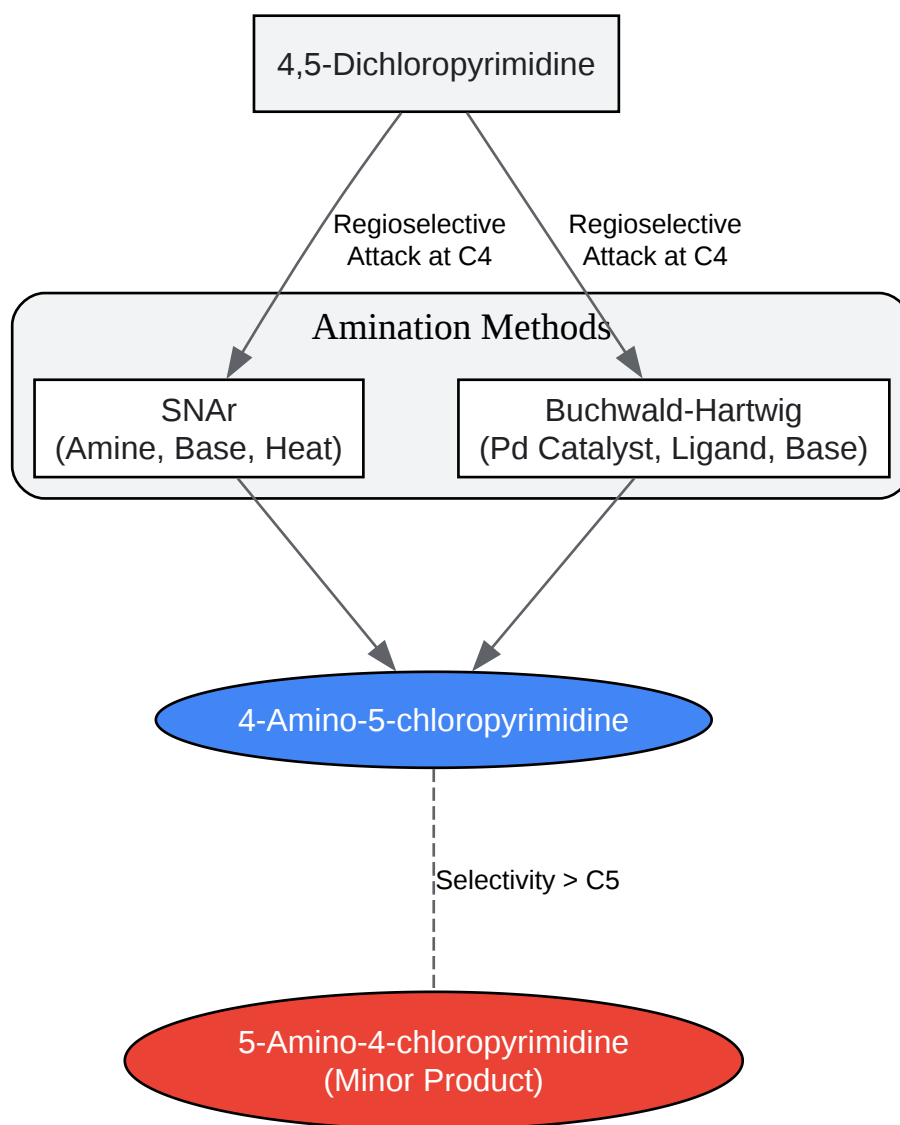 4,5-Dichloropyrimidine
Regioselective
Attack at C4
Regioselective
Attack at C4
Amination Methods
SNAr
(Amine, Base, Heat)
Buchwald-Hartwig
(Pd Catalyst, Ligand, Base)
4-Amino-5-chloropyrimidine
Selectivity > C5
5-Amino-4-chloropyrimidine
(Minor Product)